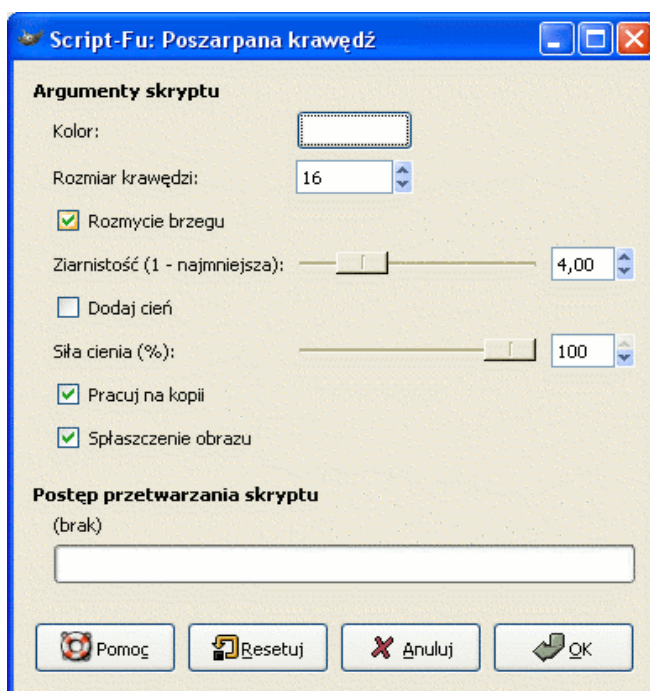 Script-Fu: Poszarpana krawędź
Argumenty skryptu
Kolor:
Rozmiar krawędzi: 16
Rozmycie brzegu
Ziarnistość (1 - najmniejsza): 4,00
Dodaj cień
Siła cienia (%): 100
Pracuj na kopii
Spłaszczenie obrazu
Postęp przetwarzania skryptu
(brak)
Pomoc Resetuj Anuluj OK